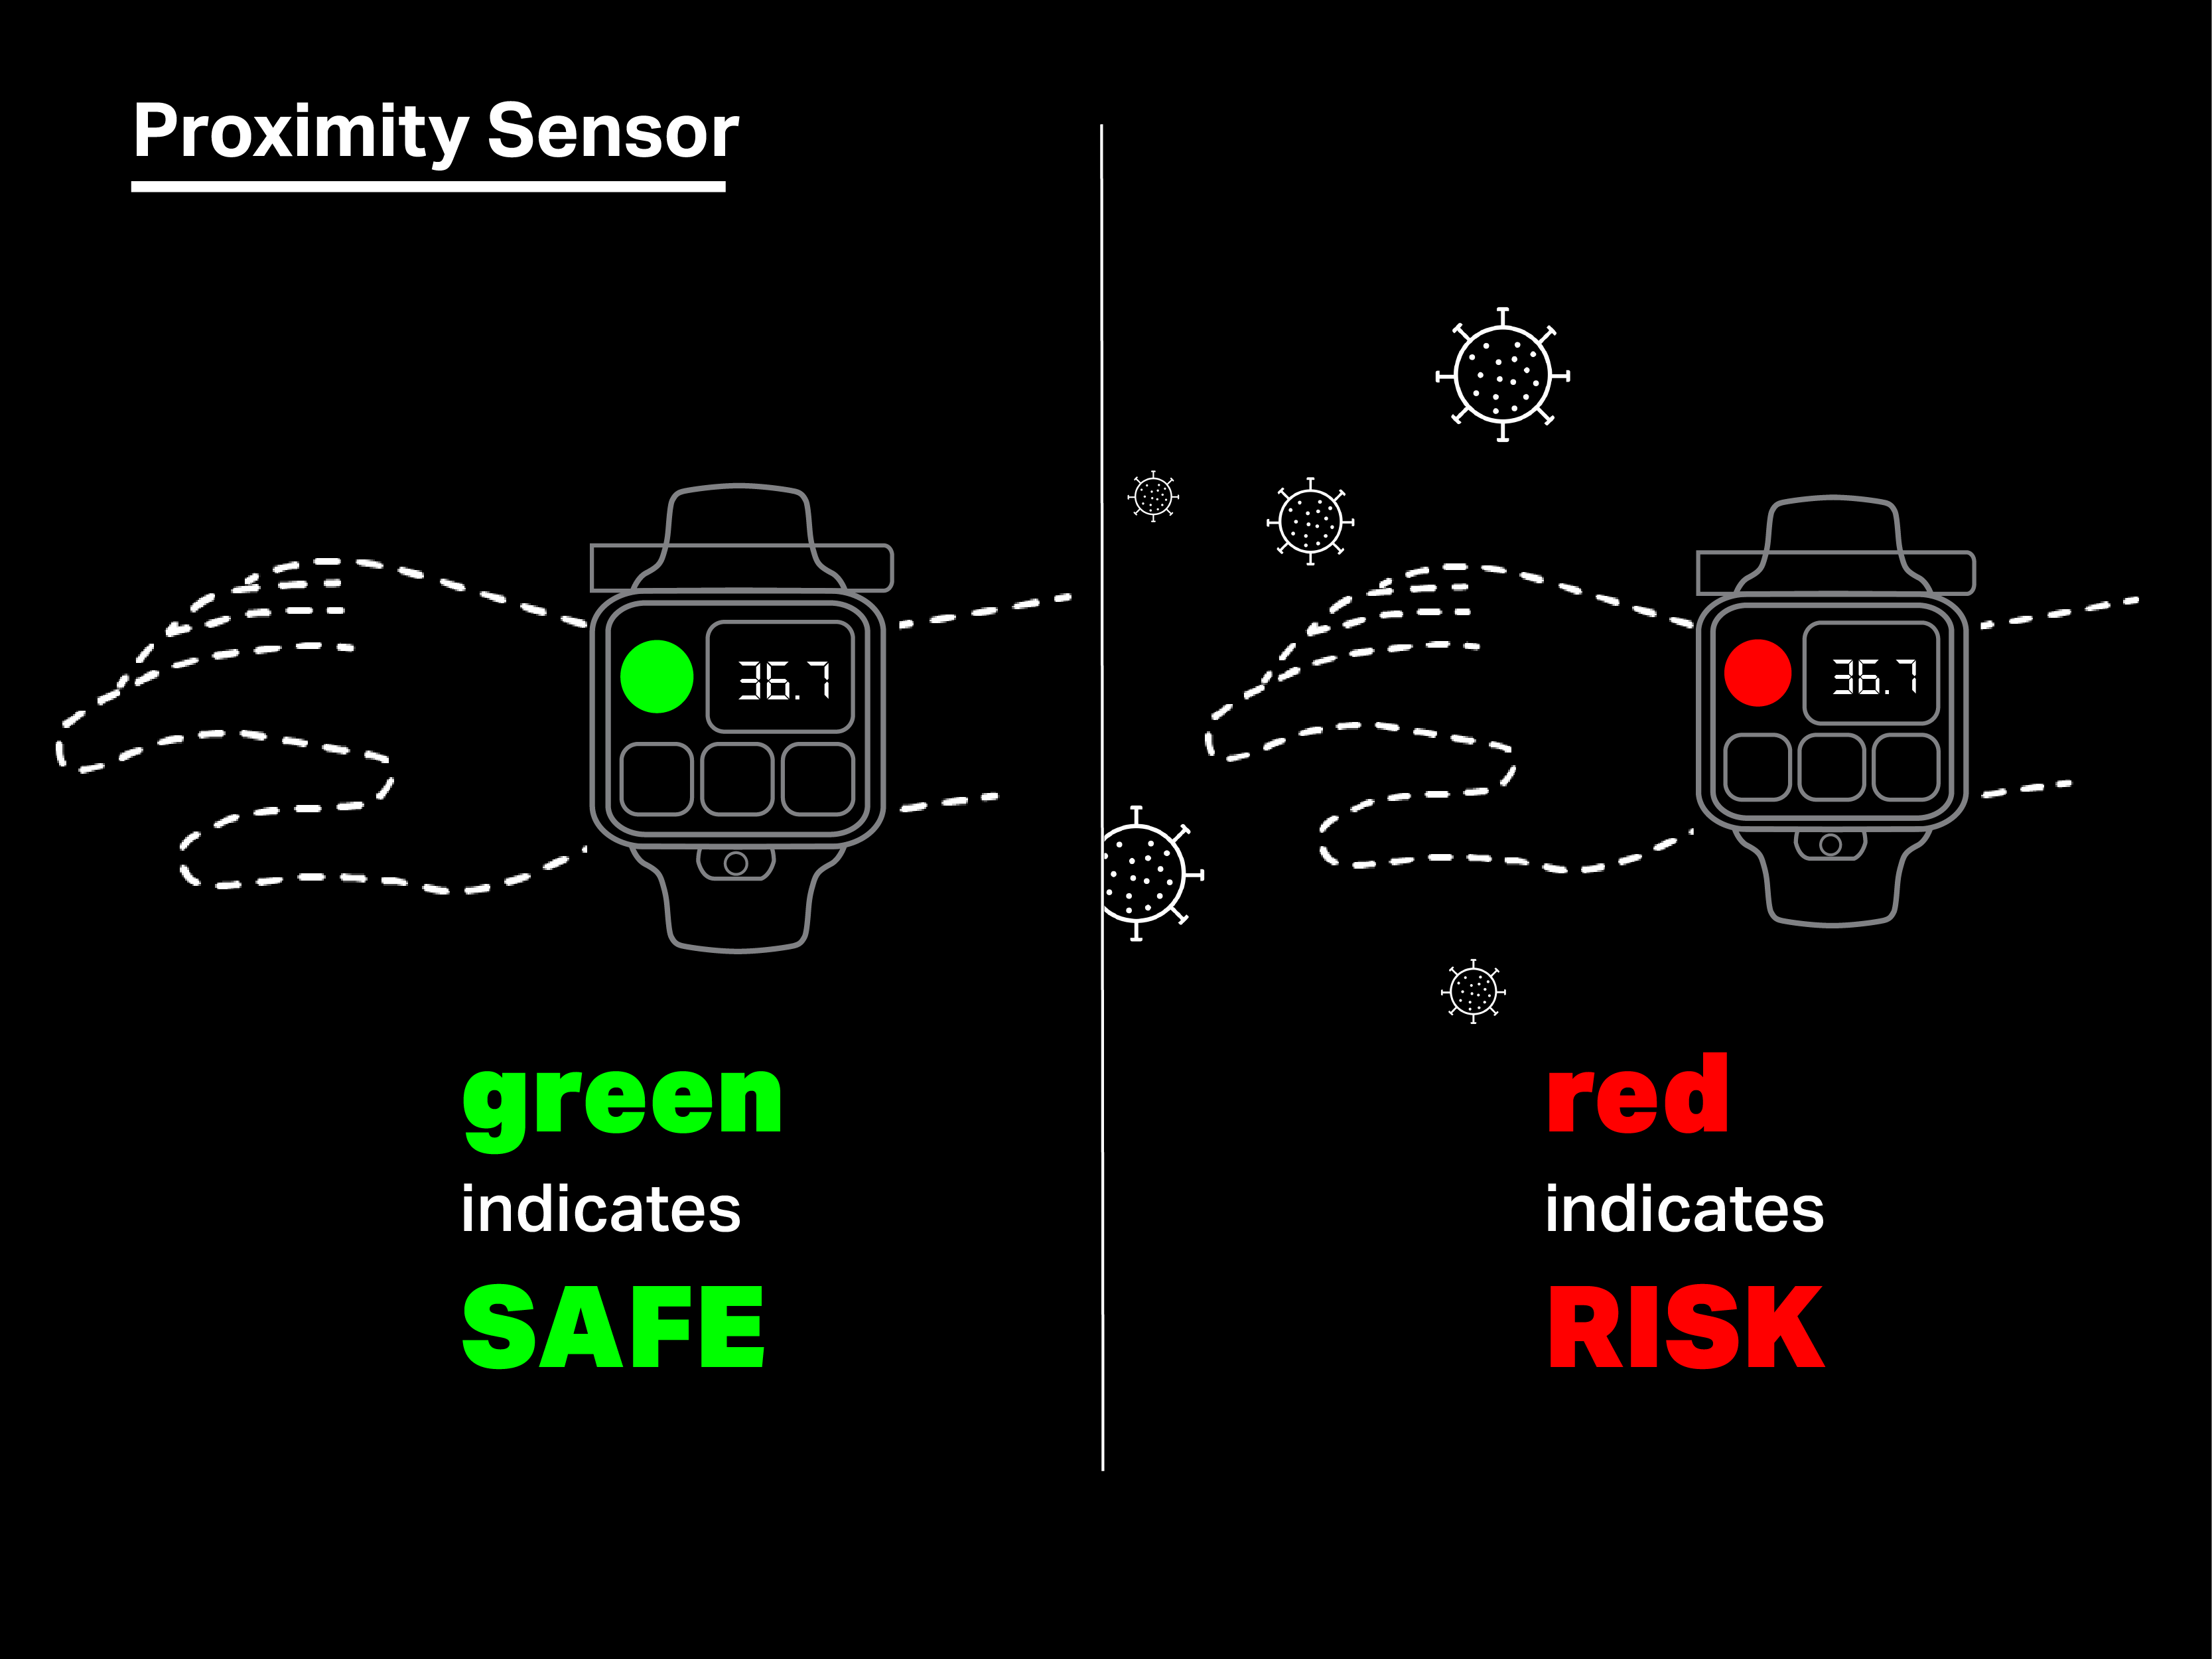 Proximity Sensor
36.7
36.7
green
indicates
SAFE
red
indicates
RISK